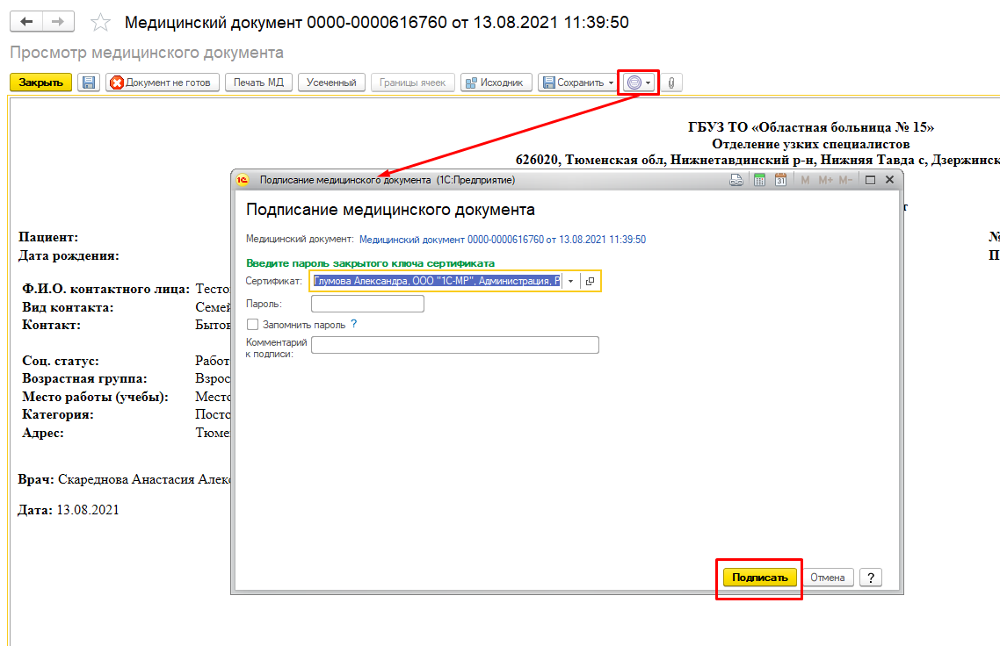 Медицинский документ 0000-0000616760 от 13.08.2021 11:39:50
Просмотр медицинского документа
Закрыть Документ не готов Печать МД Усеченный Границы ячеек Исходник Сохранить
ГБУЗ ТО «Областная больница № 15»
Отделение узких специалистов
626020, Тюменская обл, Нижнетавдинский р-н, Нижняя Тавда с, Дзержинск
1С Подписание медицинского документа (1С:Предприятие) 31 M M+ M-
Подписание медицинского документа
т
Медицинский документ: Медицинский документ 0000-0000616760 от 13.08.2021 11:39:50
Пациент: №
Дата рождения: П
Введите пароль закрытого ключа сертификата
Сертификат: Глумова Александра, ООО "1С-МР", Администрация, Р
Ф.И.О. контактного лица: Тесто
Пароль:
Вид контакта: Семей
Запомнить пароль ?
Контакт: Бытов
Комментарий
к подписи:
Соц. статус: Работ
Возрастная группа: Взрос
Место работы (учебы): Место
Категория: Посто
Адрес: Тюме
Врач: Скареднова Анастасия Алекс
Дата: 13.08.2021
Подписать Отмена ?